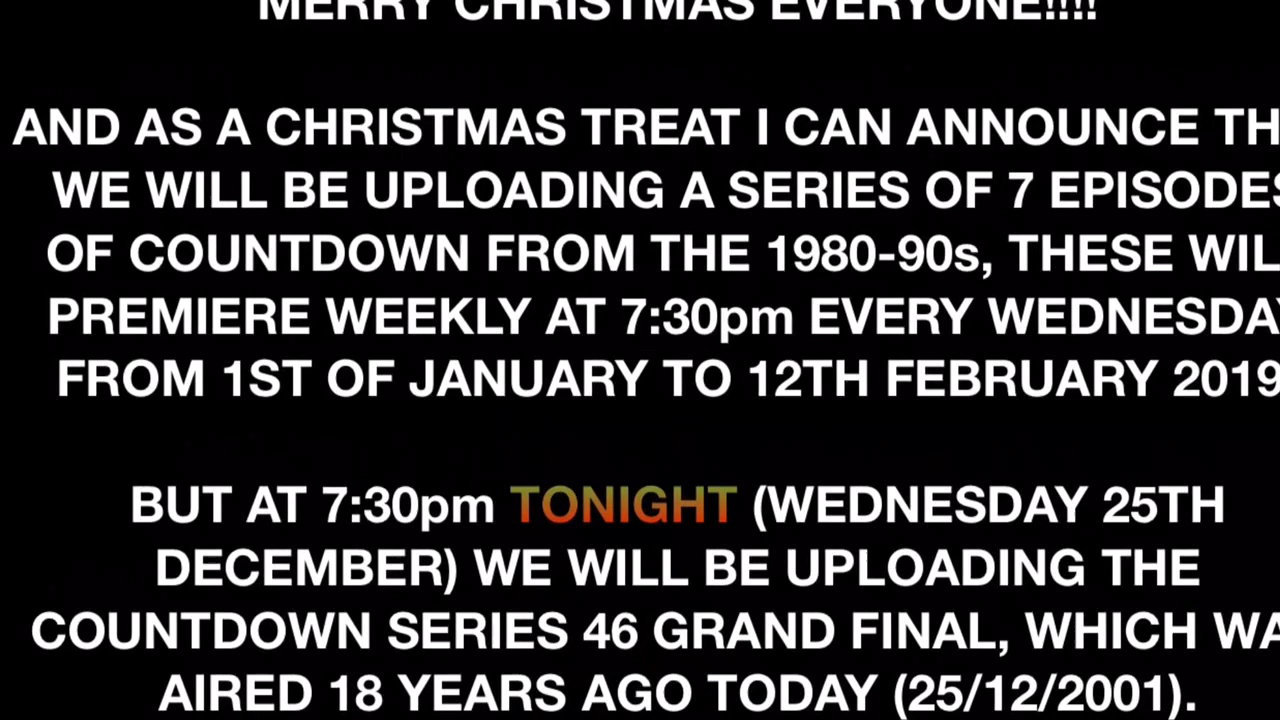 MERRY CHRISTMAS EVERYONE!!!!
AND AS A CHRISTMAS TREAT I CAN ANNOUNCE TH
WE WILL BE UPLOADING A SERIES OF 7 EPISODES
OF COUNTDOWN FROM THE 1980-90s, THESE WIL
PREMIERE WEEKLY AT 7:30pm EVERY WEDNESDA
FROM 1ST OF JANUARY TO 12TH FEBRUARY 2019
BUT AT 7:30pm TONIGHT (WEDNESDAY 25TH
DECEMBER) WE WILL BE UPLOADING THE
COUNTDOWN SERIES 46 GRAND FINAL, WHICH WA
AIRED 18 YEARS AGO TODAY (25/12/2001).